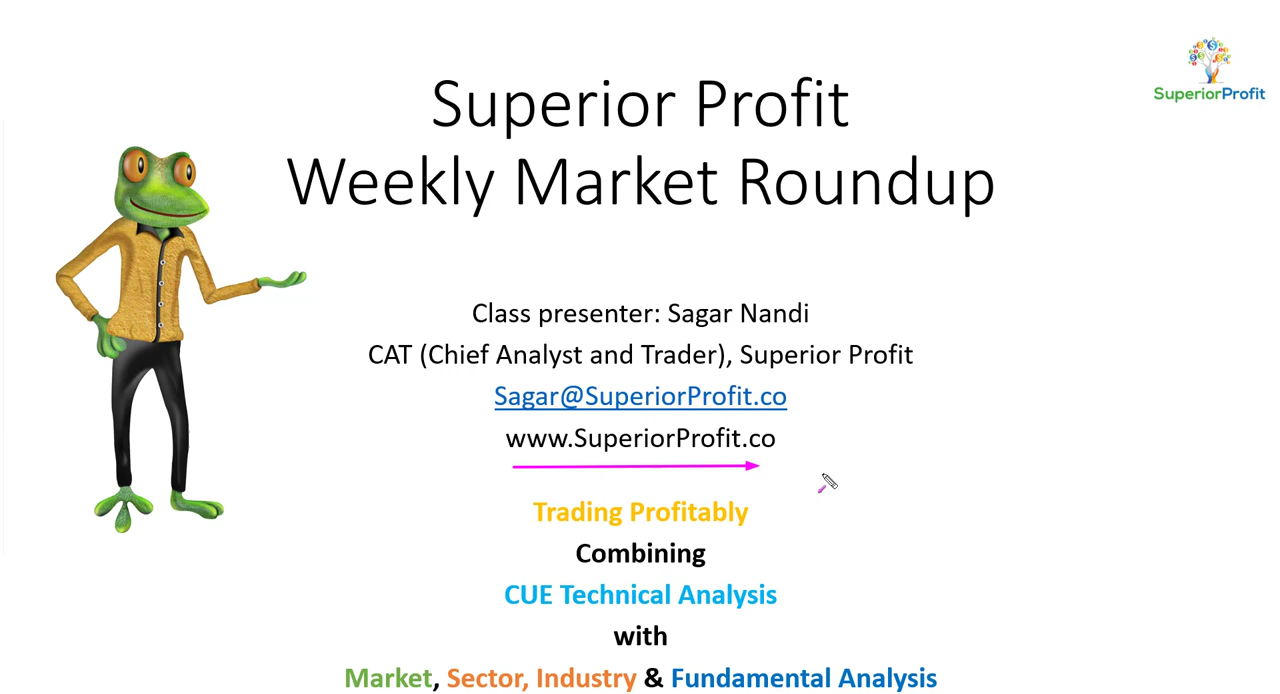 Superior Profit
Weekly Market Roundup
SuperiorProfit
Class presenter: Sagar Nandi
CAT (Chief Analyst and Trader), Superior Profit
Sagar@SuperiorProfit.co
www.SuperiorProfit.co
Trading Profitably
Combining
CUE Technical Analysis
with
Market, Sector, Industry & Fundamental Analysis